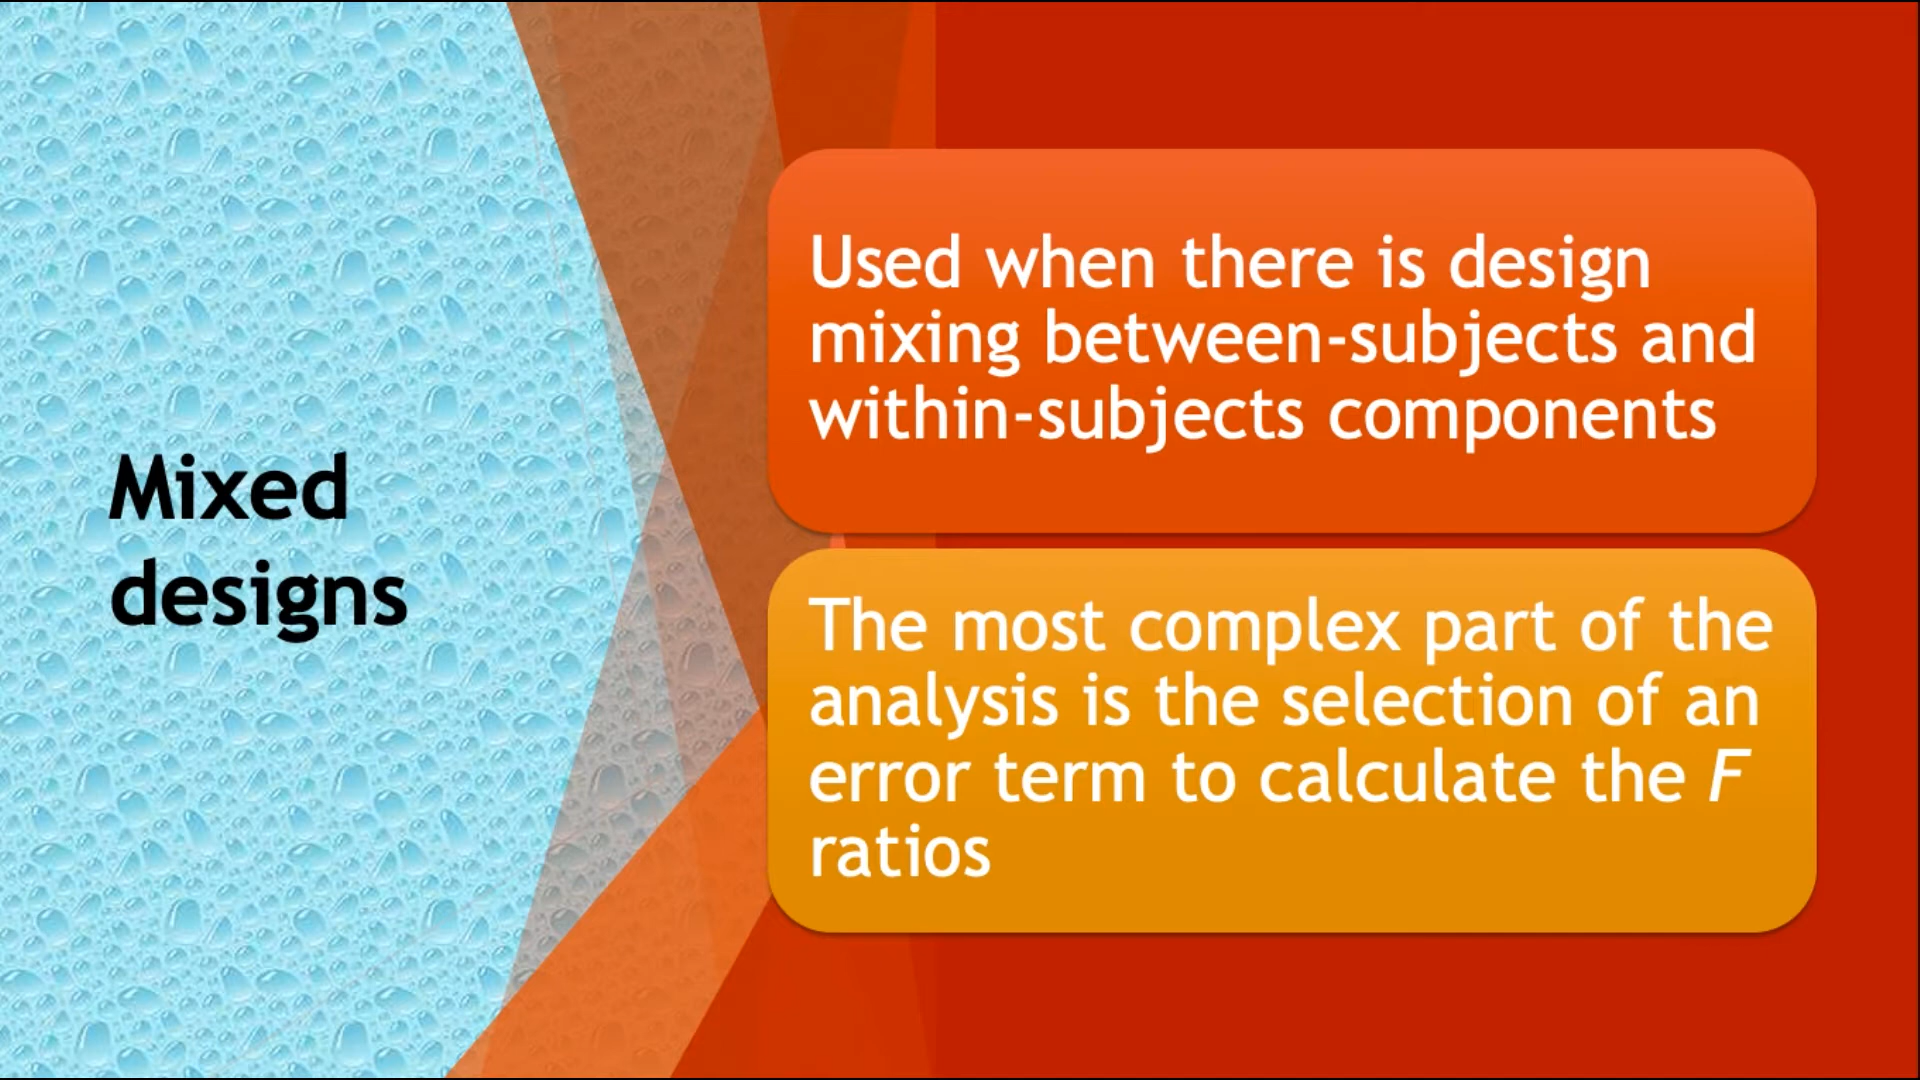 Mixed
designs
Used when there is design
mixing between-subjects and
within-subjects components
The most complex part of the
analysis is the selection of an
error term to calculate the F
ratios